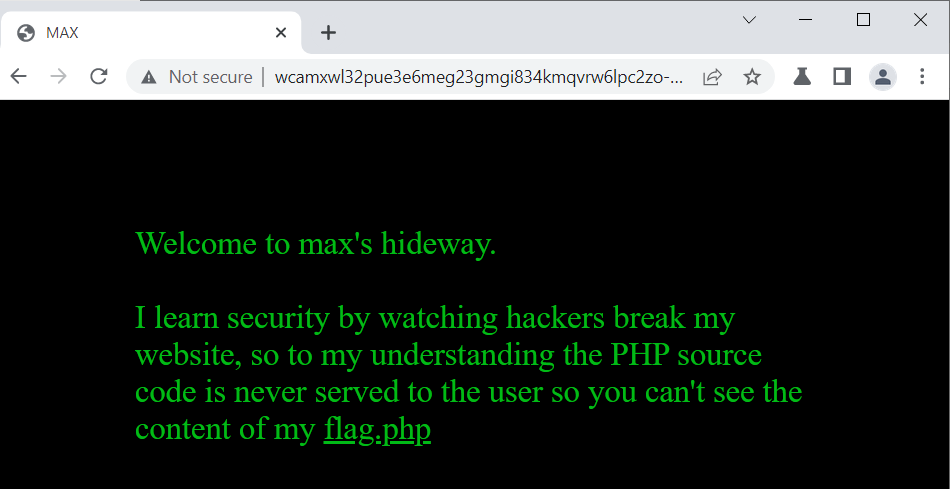 MAX
Not secure
wcamxwl32pue3e6meg23gmgi834kmqvrw6lpc2zo-...
Welcome to max's hideway.
I learn security by watching hackers break my
website, so to my understanding the PHP source
code is never served to the user so you can't see the
content of my flag.php